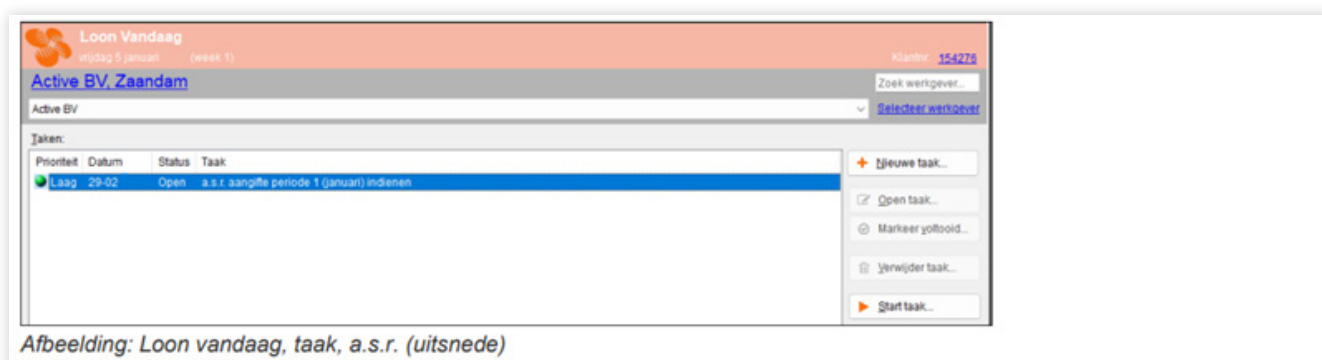 Loon Vandaag
vrijdag 5 januari (week 1)
Klantnr. 154276
Active BV, Zaandam
Zoek werkgever...
Active BV
Selecteer werkgever
Taken:
Prioriteit Datum Status Taak
Nieuwe taak...
Laag 29-02 Open a.s.r. aangifte periode 1 (januari) indienen
Open taak...
Markeer voltooid...
Verwijder taak...
Start taak...
Afbeelding: Loon vandaag, taak, a.s.r. (uitsnede)